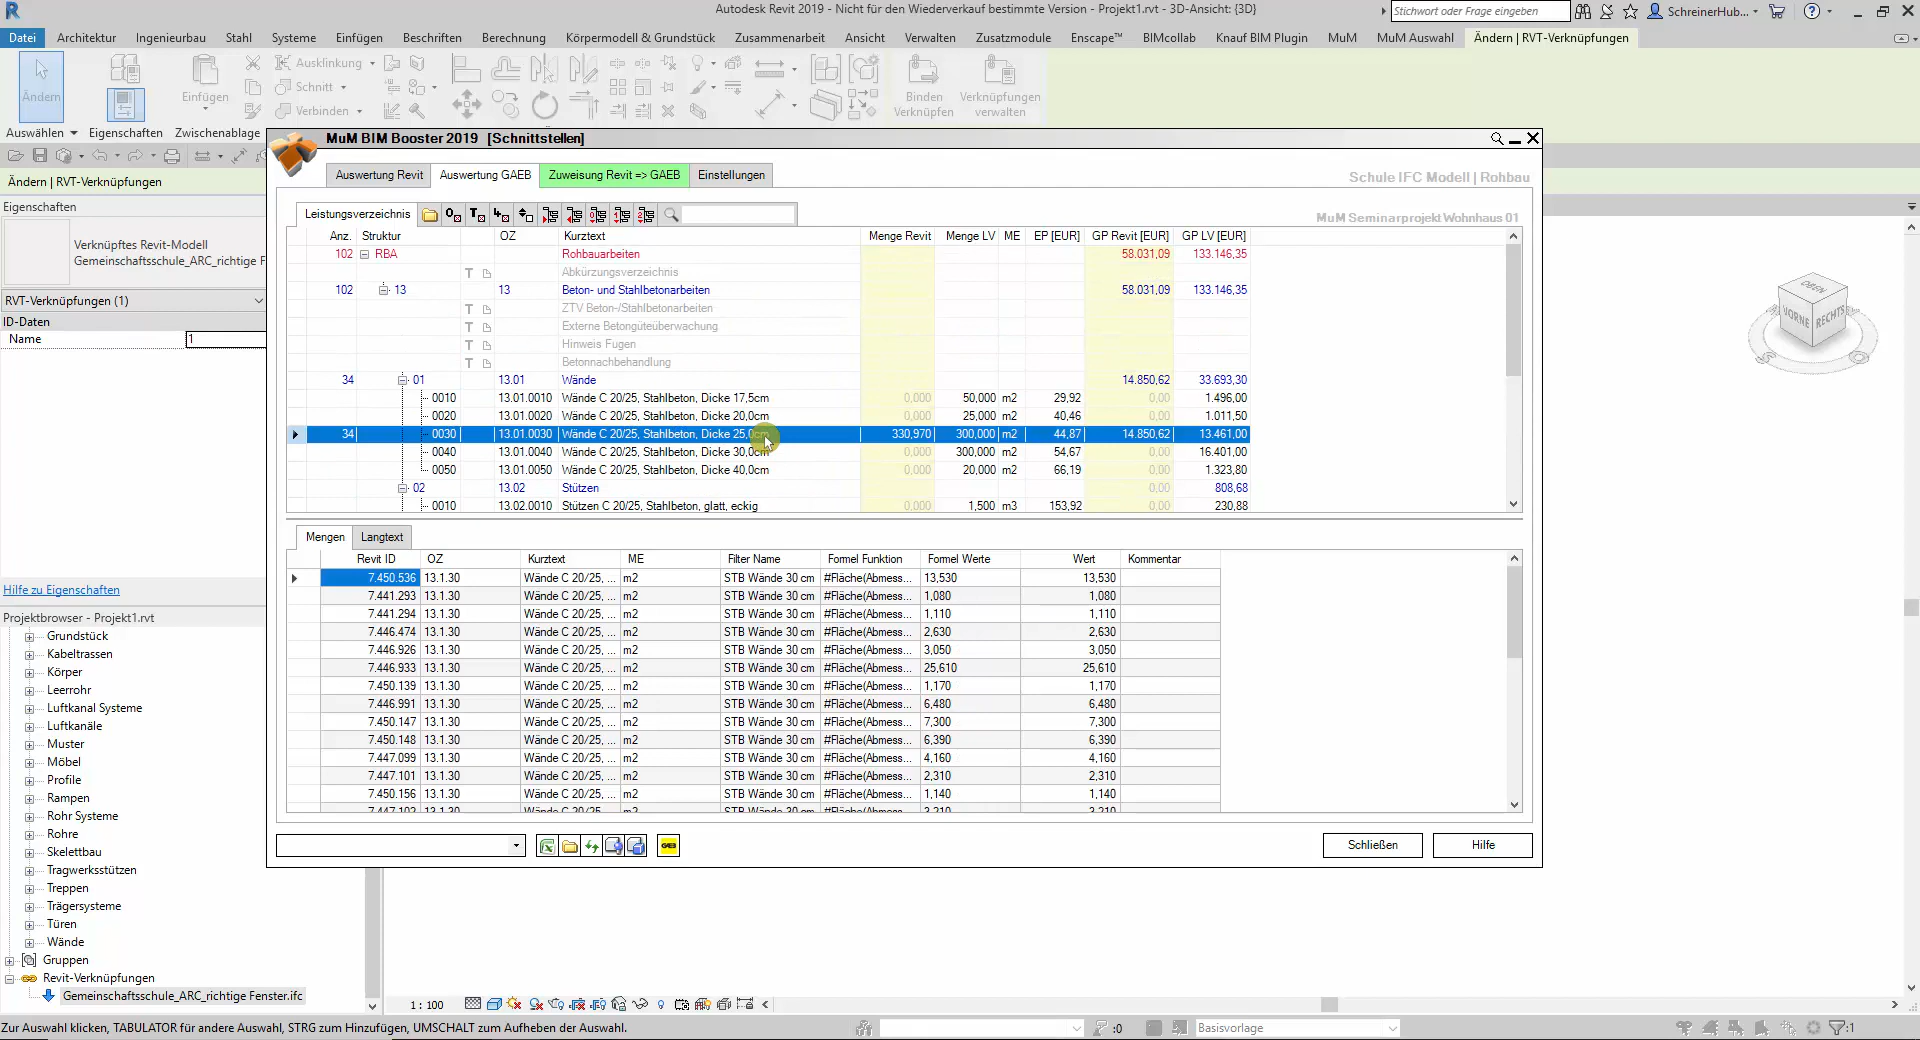 Autodesk Revit 2019 - Nicht für den Wiederverkauf bestimmte Version - Projekt1.rvt - 3D-Ansicht: {3D}
Stichwort oder Frage eingeben
SchreinerHub...
Datei Architektur Ingenieurbau Stahl Systeme Einfügen Beschriften Berechnung Körpermodell & Grundstück Zusammenarbeit Ansicht Verwalten Zusatzmodule Enscape™ BIMcollab Knauf BIM Plugin MuM MuM Auswahl Ändern | RVT-Verknüpfungen
Ändern
Einfügen
Ausklinkung
Schnitt
Verbinden
Binden Verknüpfungen
Verknüpfen verwalten
Auswählen Eigenschaften Zwischenablage
MuM BIM Booster 2019 [Schnittstellen]
Ändern | RVT-Verknüpfungen
Eigenschaften
Verknüpftes Revit-Modell
Gemeinschaftsschule_ARC_richtige F
RVT-Verknüpfungen (1)
ID-Daten
Name 1
Hilfe zu Eigenschaften
Projektbrowser - Projekt1.rvt
Grundstück
Kabeltrassen
Körper
Leerrohr
Luftkanal Systeme
Luftkanäle
Muster
Möbel
Profile
Rampen
Rohr Systeme
Rohre
Skelettbau
Tragwerksstützen
Treppen
Trägersysteme
Türen
Wände
Gruppen
Revit-Verknüpfungen
Gemeinschaftsschule_ARC_richtige Fenster.ifc
Auswertung Revit Auswertung GAEB Zuweisung Revit => GAEB Einstellungen
Schule IFC Modell | Rohbau
Leistungsverzeichnis
MuM Seminarprojekt Wohnhaus 01
Anz. Struktur OZ Kurztext Menge Revit Menge LV ME EP [EUR] GP Revit [EUR] GP LV [EUR]
102 RBA Rohbauarbeiten 58.031,09 133.146,35
T Abkürzungsverzeichnis
102 13 13 Beton- und Stahlbetonarbeiten 58.031,09 133.146,35
T ZTV Beton-/Stahlbetonarbeiten
T Externe Betongüteüberwachung
T Hinweis Fugen
T Betonnachbehandlung
34 01 13.01 Wände 14.850,62 33.693,30
0010 13.01.0010 Wände C 20/25, Stahlbeton, Dicke 17,5cm 0,000 50,000 m2 29,92 0,00 1.496,00
0020 13.01.0020 Wände C 20/25, Stahlbeton, Dicke 20,0cm 0,000 25,000 m2 40,46 0,00 1.011,50
34 0030 13.01.0030 Wände C 20/25, Stahlbeton, Dicke 25,0cm 330,970 300,000 m2 44,87 14.850,62 13.461,00
0040 13.01.0040 Wände C 20/25, Stahlbeton, Dicke 30,0cm 0,000 300,000 m2 54,67 0,00 16.401,00
0050 13.01.0050 Wände C 20/25, Stahlbeton, Dicke 40,0cm 0,000 20,000 m2 66,19 0,00 1.323,80
02 13.02 Stützen 0,00 808,68
0010 13.02.0010 Stützen C 20/25, Stahlbeton, glatt, eckig 0,000 1,500 m3 153,92 0,00 230,88
Mengen Langtext
Revit ID OZ Kurztext ME Filter Name Formel Funktion Formel Werte Wert Kommentar
7.450.536 13.1.30 Wände C 20/25, ... m2 STB Wände 30 cm #Fläche(Abmess... 13,530 13,530
7.441.293 13.1.30 Wände C 20/25, ... m2 STB Wände 30 cm #Fläche(Abmess... 1,080 1,080
7.441.294 13.1.30 Wände C 20/25, ... m2 STB Wände 30 cm #Fläche(Abmess... 1,110 1,110
7.446.474 13.1.30 Wände C 20/25, ... m2 STB Wände 30 cm #Fläche(Abmess... 2,630 2,630
7.446.926 13.1.30 Wände C 20/25, ... m2 STB Wände 30 cm #Fläche(Abmess... 3,050 3,050
7.446.933 13.1.30 Wände C 20/25, ... m2 STB Wände 30 cm #Fläche(Abmess... 25,610 25,610
7.450.139 13.1.30 Wände C 20/25, ... m2 STB Wände 30 cm #Fläche(Abmess... 1,170 1,170
7.446.991 13.1.30 Wände C 20/25, ... m2 STB Wände 30 cm #Fläche(Abmess... 6,480 6,480
7.450.147 13.1.30 Wände C 20/25, ... m2 STB Wände 30 cm #Fläche(Abmess... 7,300 7,300
7.450.148 13.1.30 Wände C 20/25, ... m2 STB Wände 30 cm #Fläche(Abmess... 6,390 6,390
7.447.099 13.1.30 Wände C 20/25, ... m2 STB Wände 30 cm #Fläche(Abmess... 4,160 4,160
7.447.101 13.1.30 Wände C 20/25, ... m2 STB Wände 30 cm #Fläche(Abmess... 2,310 2,310
7.450.156 13.1.30 Wände C 20/25, ... m2 STB Wände 30 cm #Fläche(Abmess... 1,140 1,140
7.447.102 13.1.30 Wände C 20/25, ... m2 STB Wände 30 cm #Fläche(Abmess... 3,210 3,210
GAEB
Schließen Hilfe
OBEN
VORNE RECHTS
S O
1 : 100
Zur Auswahl klicken, TABULATOR für andere Auswahl, STRG zum Hinzufügen, UMSCHALT zum Aufheben der Auswahl.
:0 Basisvorlage :1